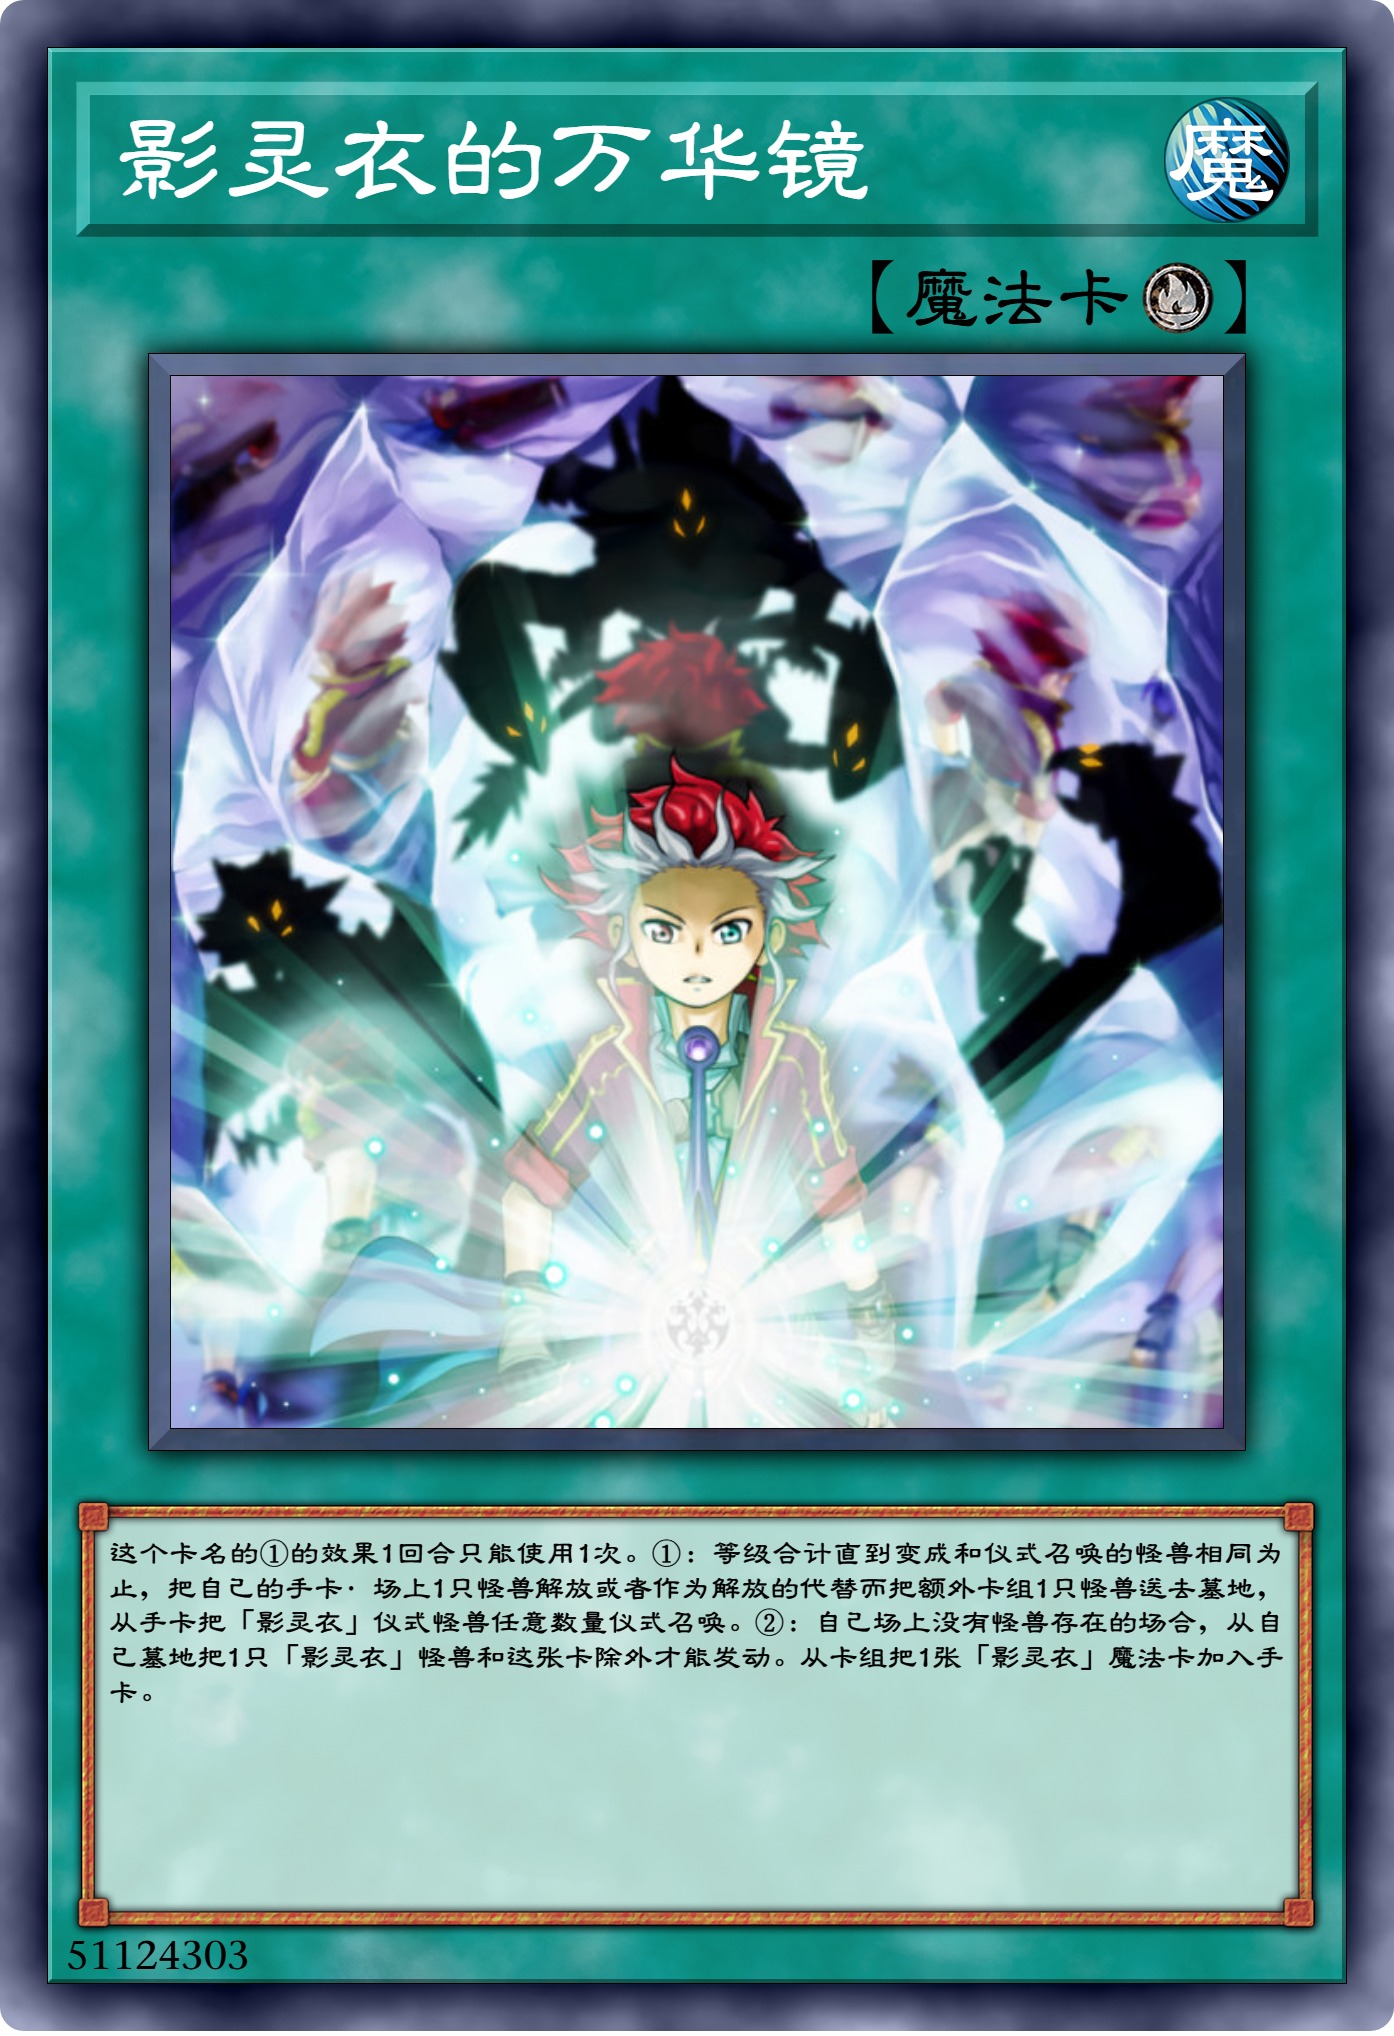 影灵衣的万华镜
魔
【魔法卡】
这个卡名的①的效果1回合只能使用1次。①：等级合计直到变成和仪式召唤的怪兽相同为
止，把自己的手卡·场上1只怪兽解放或者作为解放的代替而把额外卡组1只怪兽送去墓地，
从手卡把「影灵衣」仪式怪兽任意数量仪式召唤。②：自己场上没有怪兽存在的场合，从自
己墓地把1只「影灵衣」怪兽和这张卡除外才能发动。从卡组把1张「影灵衣」魔法卡加入手
卡。
51124303